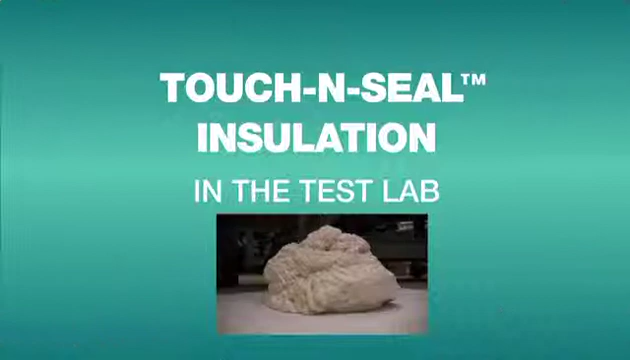 TOUCH-N-SEAL™
INSULATION
IN THE TEST LAB